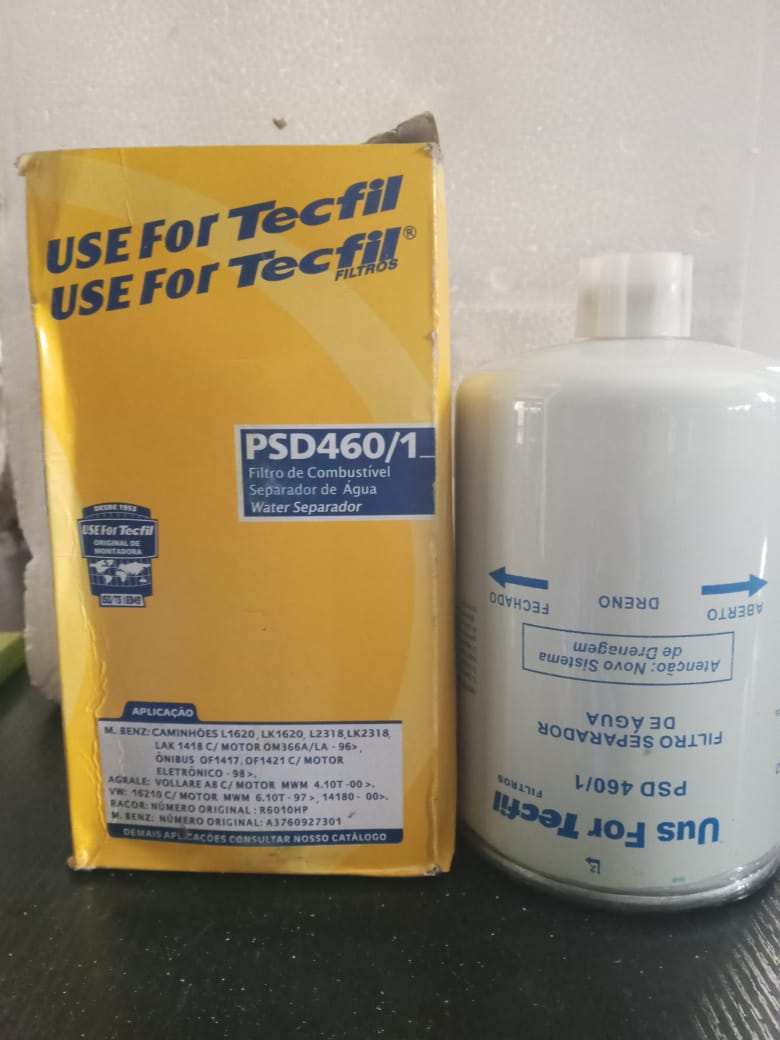 USE FOR Tecfil
USE FOR Tecfil®
FILTROS
PSD460/1
Filtro de Combustível
Separador de Água
Water Separador
DESDE 1953
USE FOR Tecfil
ORIGINAL DE
MONTADORA
ISO/TS 16949
APLICAÇÃO
M. BENZ: CAMINHÕES L1620, LK1620, L2318,LK2318,
LAK 1418 C/ MOTOR OM366A/LA - 96>,
ÔNIBUS OF1417, OF1421 C/ MOTOR
ELETRÔNICO - 98>.
AGRALE: VOLLARE A8 C/ MOTOR MWM 4.10T -00>.
VW: 16210 C/ MOTOR MWM 6.10T - 97>, 14180 - 00>.
RACOR: NÚMERO ORIGINAL : R6010HP
M. BENZ: NÚMERO ORIGINAL: A3760927301
DEMAIS APLICAÇÕES CONSULTAR NOSSO CATÁLOGO
Uus For Tecfil
FILTROS
PSD 460/1
FILTRO SEPARADOR
DE ÁGUA
Atenção: Novo Sistema
de Drenagem
ABERTO DRENO FECHADO